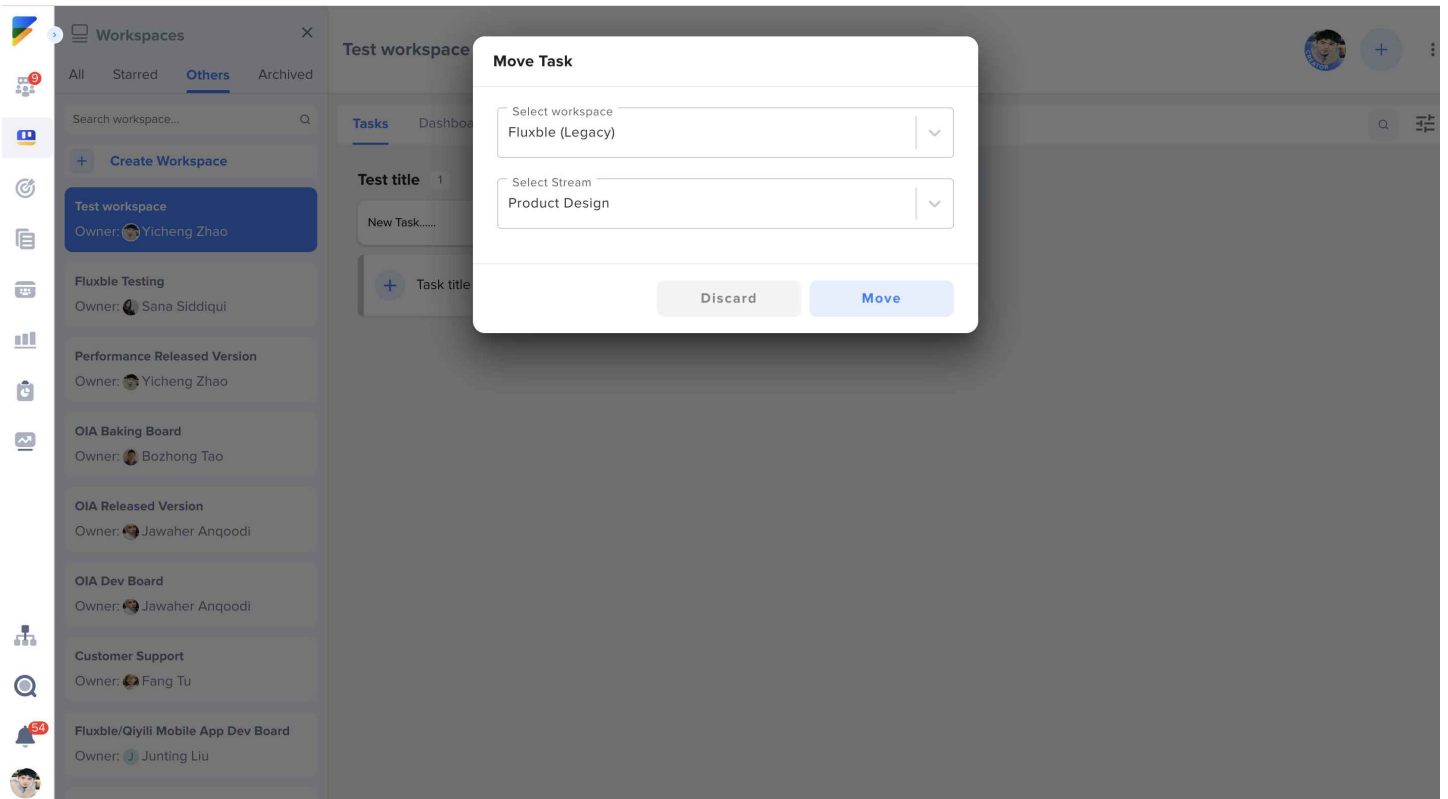 Workspaces
All Starred Others Archived
Search workspace...
+ Create Workspace
Test workspace
Owner: Yicheng Zhao
Fluxble Testing
Owner: Sana Siddiqui
Performance Released Version
Owner: Yicheng Zhao
OIA Baking Board
Owner: Bozhong Tao
OIA Released Version
Owner: Jawaher Anqoodi
OIA Dev Board
Owner: Jawaher Anqoodi
Customer Support
Owner: Fang Tu
Fluxble/Qiyili Mobile App Dev Board
Owner: J Junting Liu
9
54
Test workspace
CREATOR
+
Tasks Dashboa
Test title 1
New Task......
+ Task title
Move Task
Select workspace
Fluxble (Legacy)
Select Stream
Product Design
Discard Move